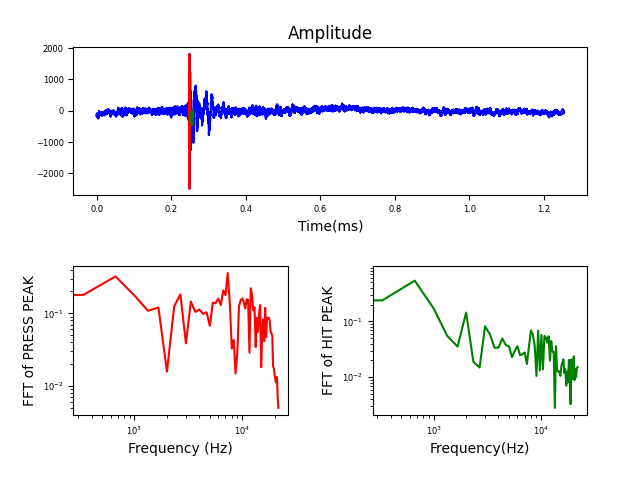 Amplitude
2000
1000
0
−1000
−2000
0.0 0.2 0.4 0.6 0.8 1.0 1.2
Time(ms)
FFT of PRESS PEAK
10⁻¹
10⁻²
10³ 10⁴
Frequency (Hz)
FFT of HIT PEAK
10⁻¹
10⁻²
10³ 10⁴
Frequency(Hz)